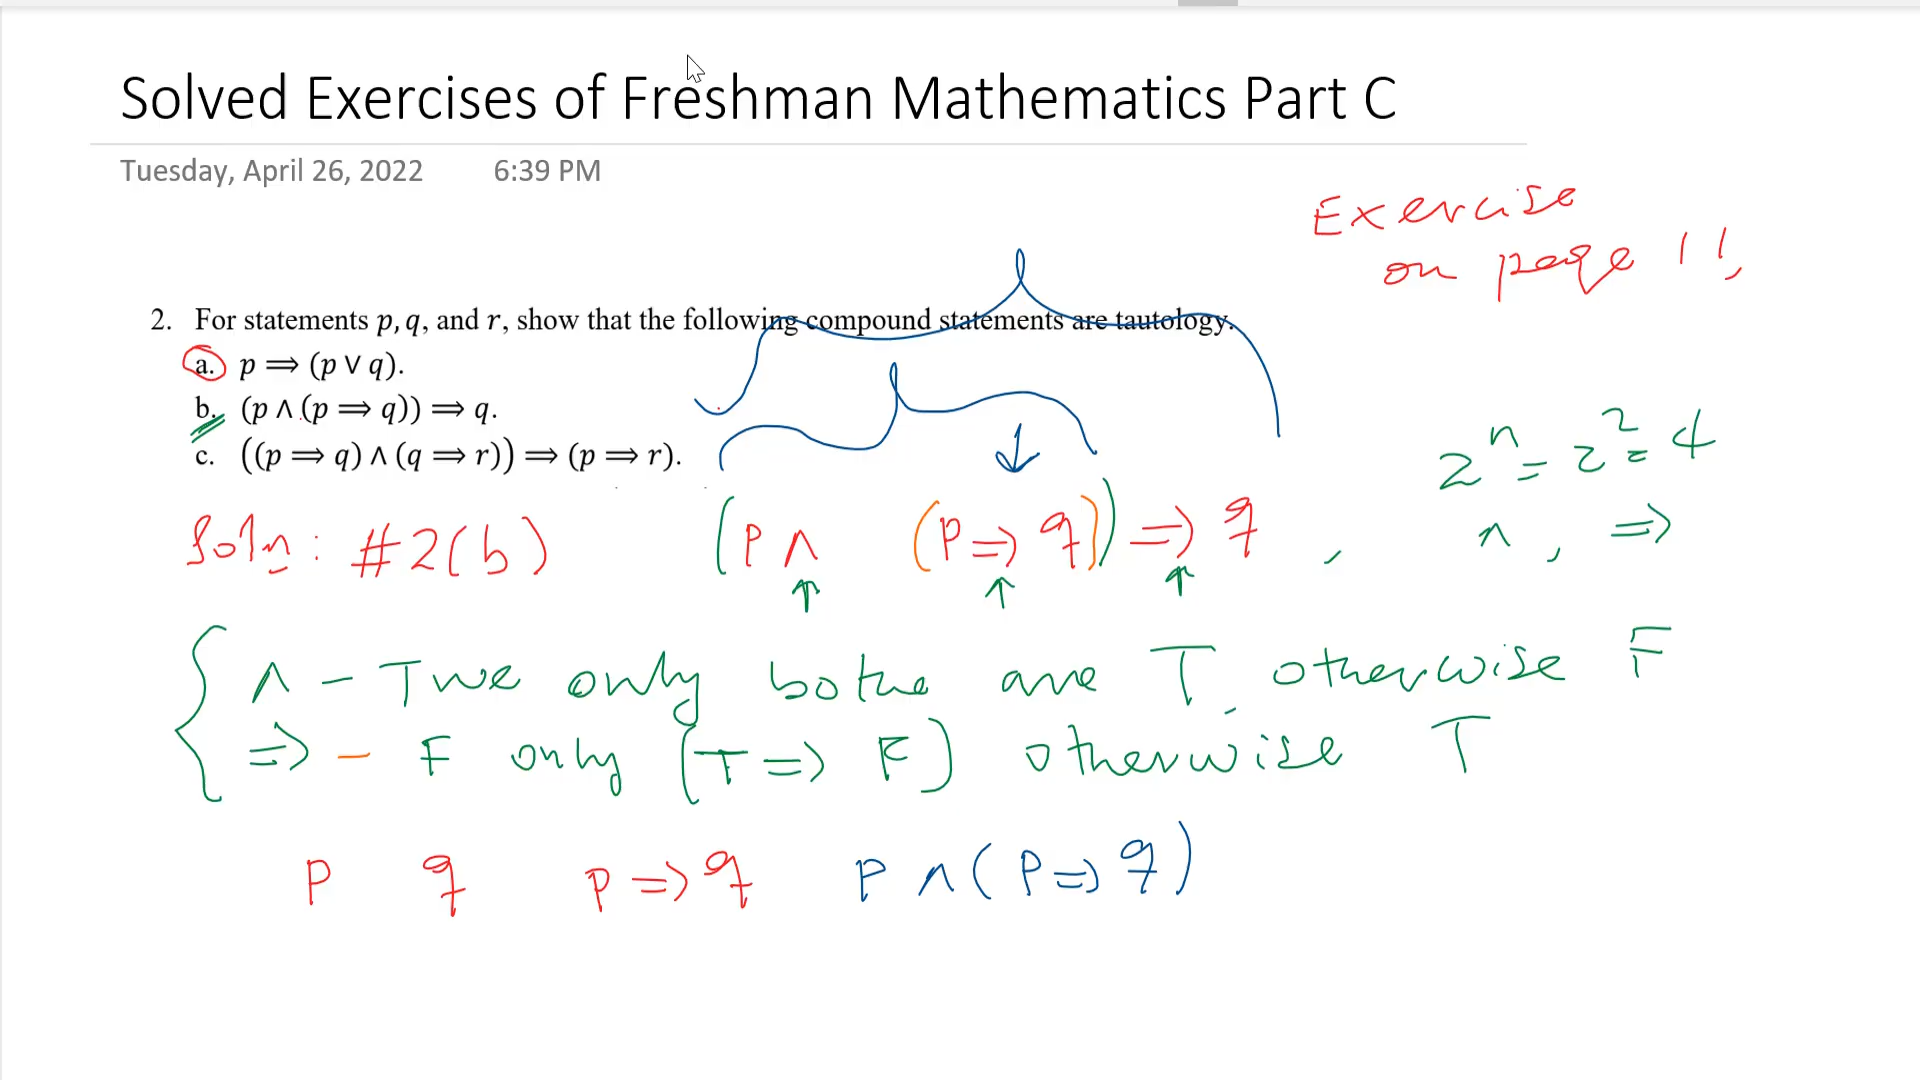 Solved Exercises of Freshman Mathematics Part C
Tuesday, April 26, 2022 6:39 PM
Exercise
on page 11,
2. For statements p, q, and r, show that the following compound statements are tautology.
a. p ⟹ (p ∨ q).
b. (p ∧ (p ⟹ q)) ⟹ q.
c. ((p ⟹ q) ∧ (q ⟹ r)) ⟹ (p ⟹ r).
2ⁿ = 2² = 4
Soln: #2(b) (P ∧ (P ⇒ q)) ⇒ q , ∧, ⇒
∧ - True only bothe are T, otherwise F
⇒ - F only (T ⇒ F) otherwise T
P q P ⇒ q P ∧ (P ⇒ q)